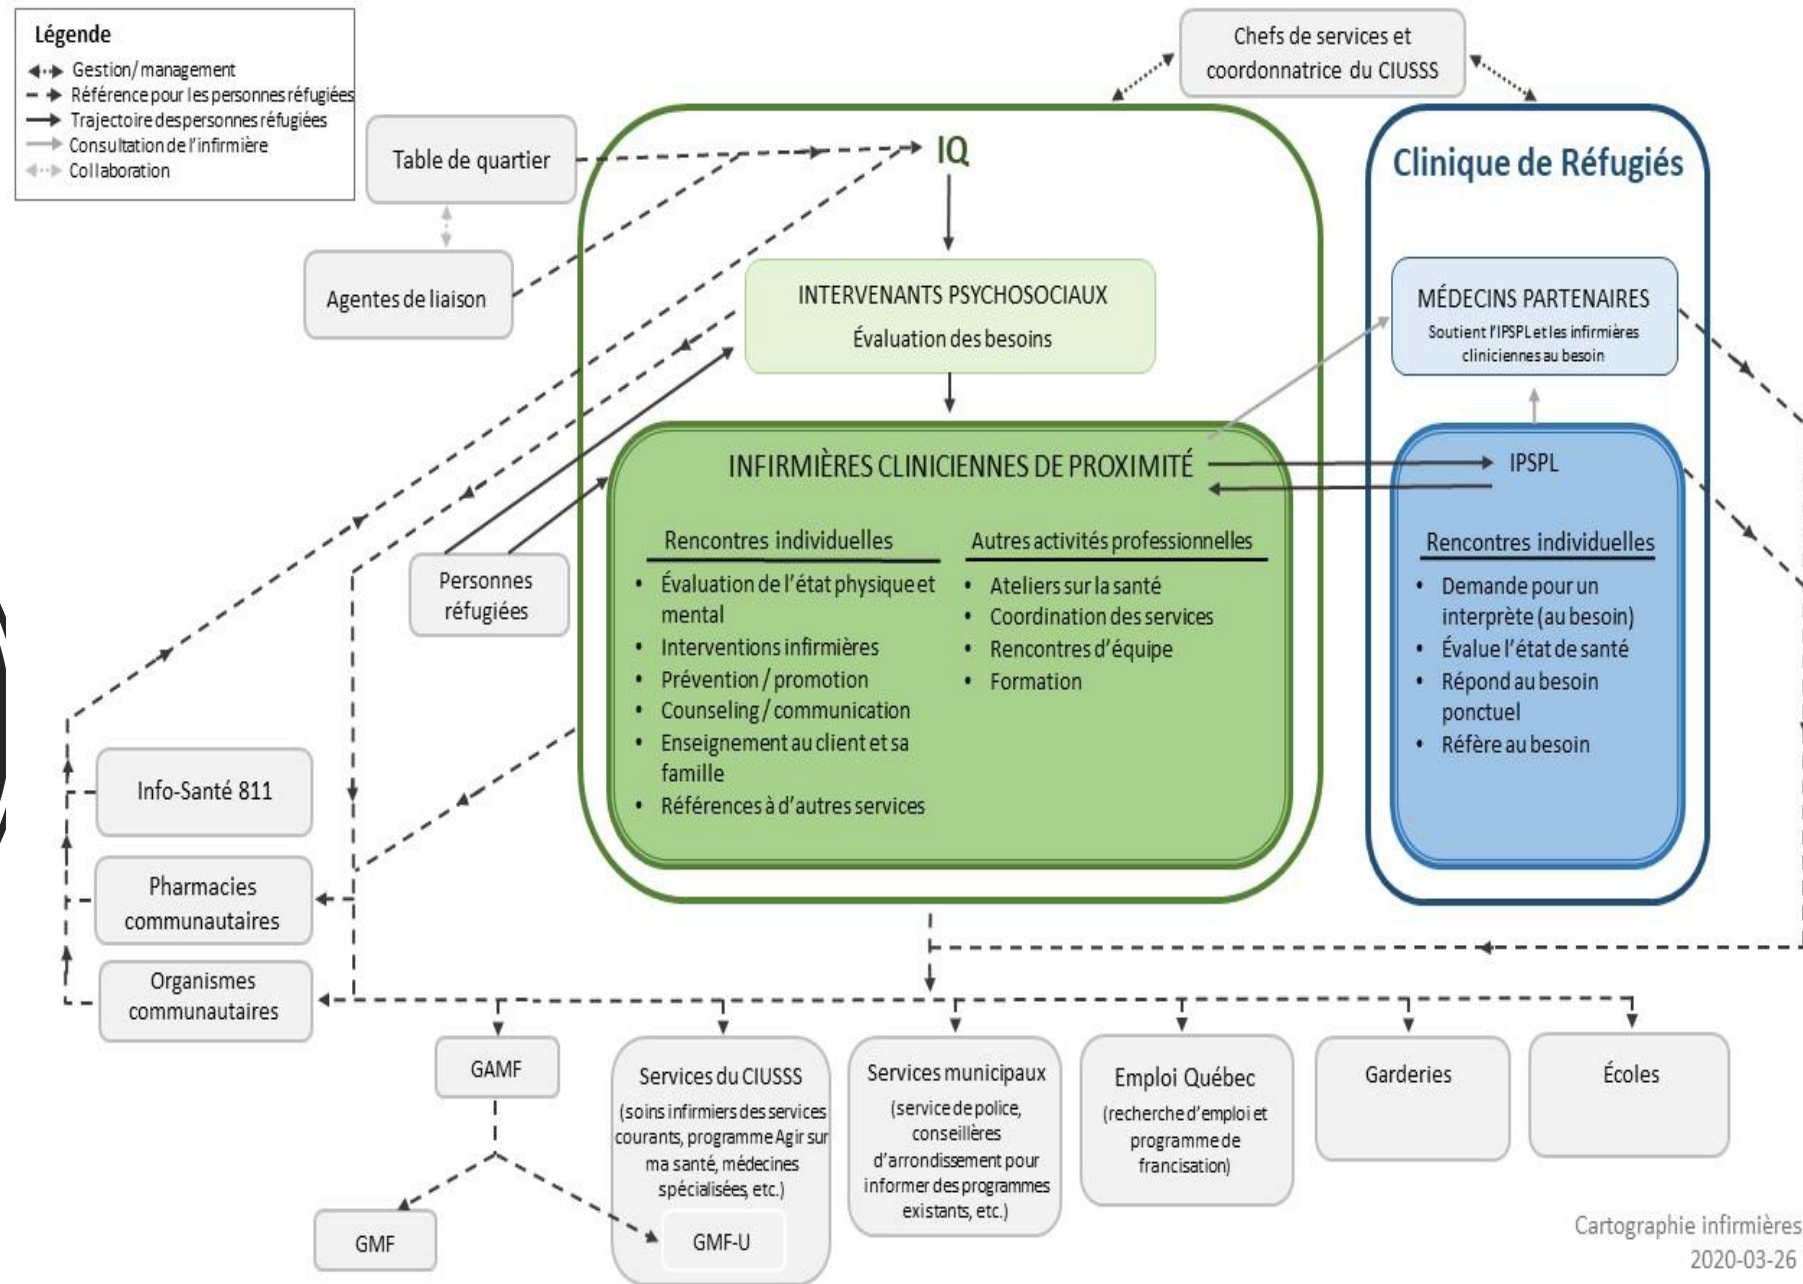 Légende
Gestion/ management
Référence pour les personnes réfugiées
Trajectoire des personnes réfugiées
Consultation de l'infirmière
Collaboration
Chefs de services et
coordonnatrice du CIUSSS
Table de quartier
Agentes de liaison
IQ
INTERVENANTS PSYCHOSOCIAUX
Évaluation des besoins
Clinique de Réfugiés
MÉDECINS PARTENAIRES
Soutient l'IPSPL et les infirmières
cliniciennes au besoin
Personnes
réfugiées
INFIRMIÈRES CLINICIENNES DE PROXIMITÉ
Rencontres individuelles
• Évaluation de l'état physique et
mental
• Interventions infirmières
• Prévention / promotion
• Counseling / communication
• Enseignement au client et sa
famille
• Références à d'autres services
Autres activités professionnelles
• Ateliers sur la santé
• Coordination des services
• Rencontres d'équipe
• Formation
IPSPL
Rencontres individuelles
• Demande pour un
interprète (au besoin)
• Évalue l'état de santé
• Répond au besoin
ponctuel
• Réfère au besoin
Info-Santé 811
Pharmacies
communautaires
Organismes
communautaires
GAMF
GMF
Services du CIUSSS
(soins infirmiers des services
courants, programme Agir sur
ma santé, médecines
spécialisées, etc.)
GMF-U
Services municipaux
(service de police,
conseillères
d'arrondissement pour
informer des programmes
existants, etc.)
Emploi Québec
(recherche d'emploi et
programme de
francisation)
Garderies
Écoles
Cartographie infirmières
2020-03-26